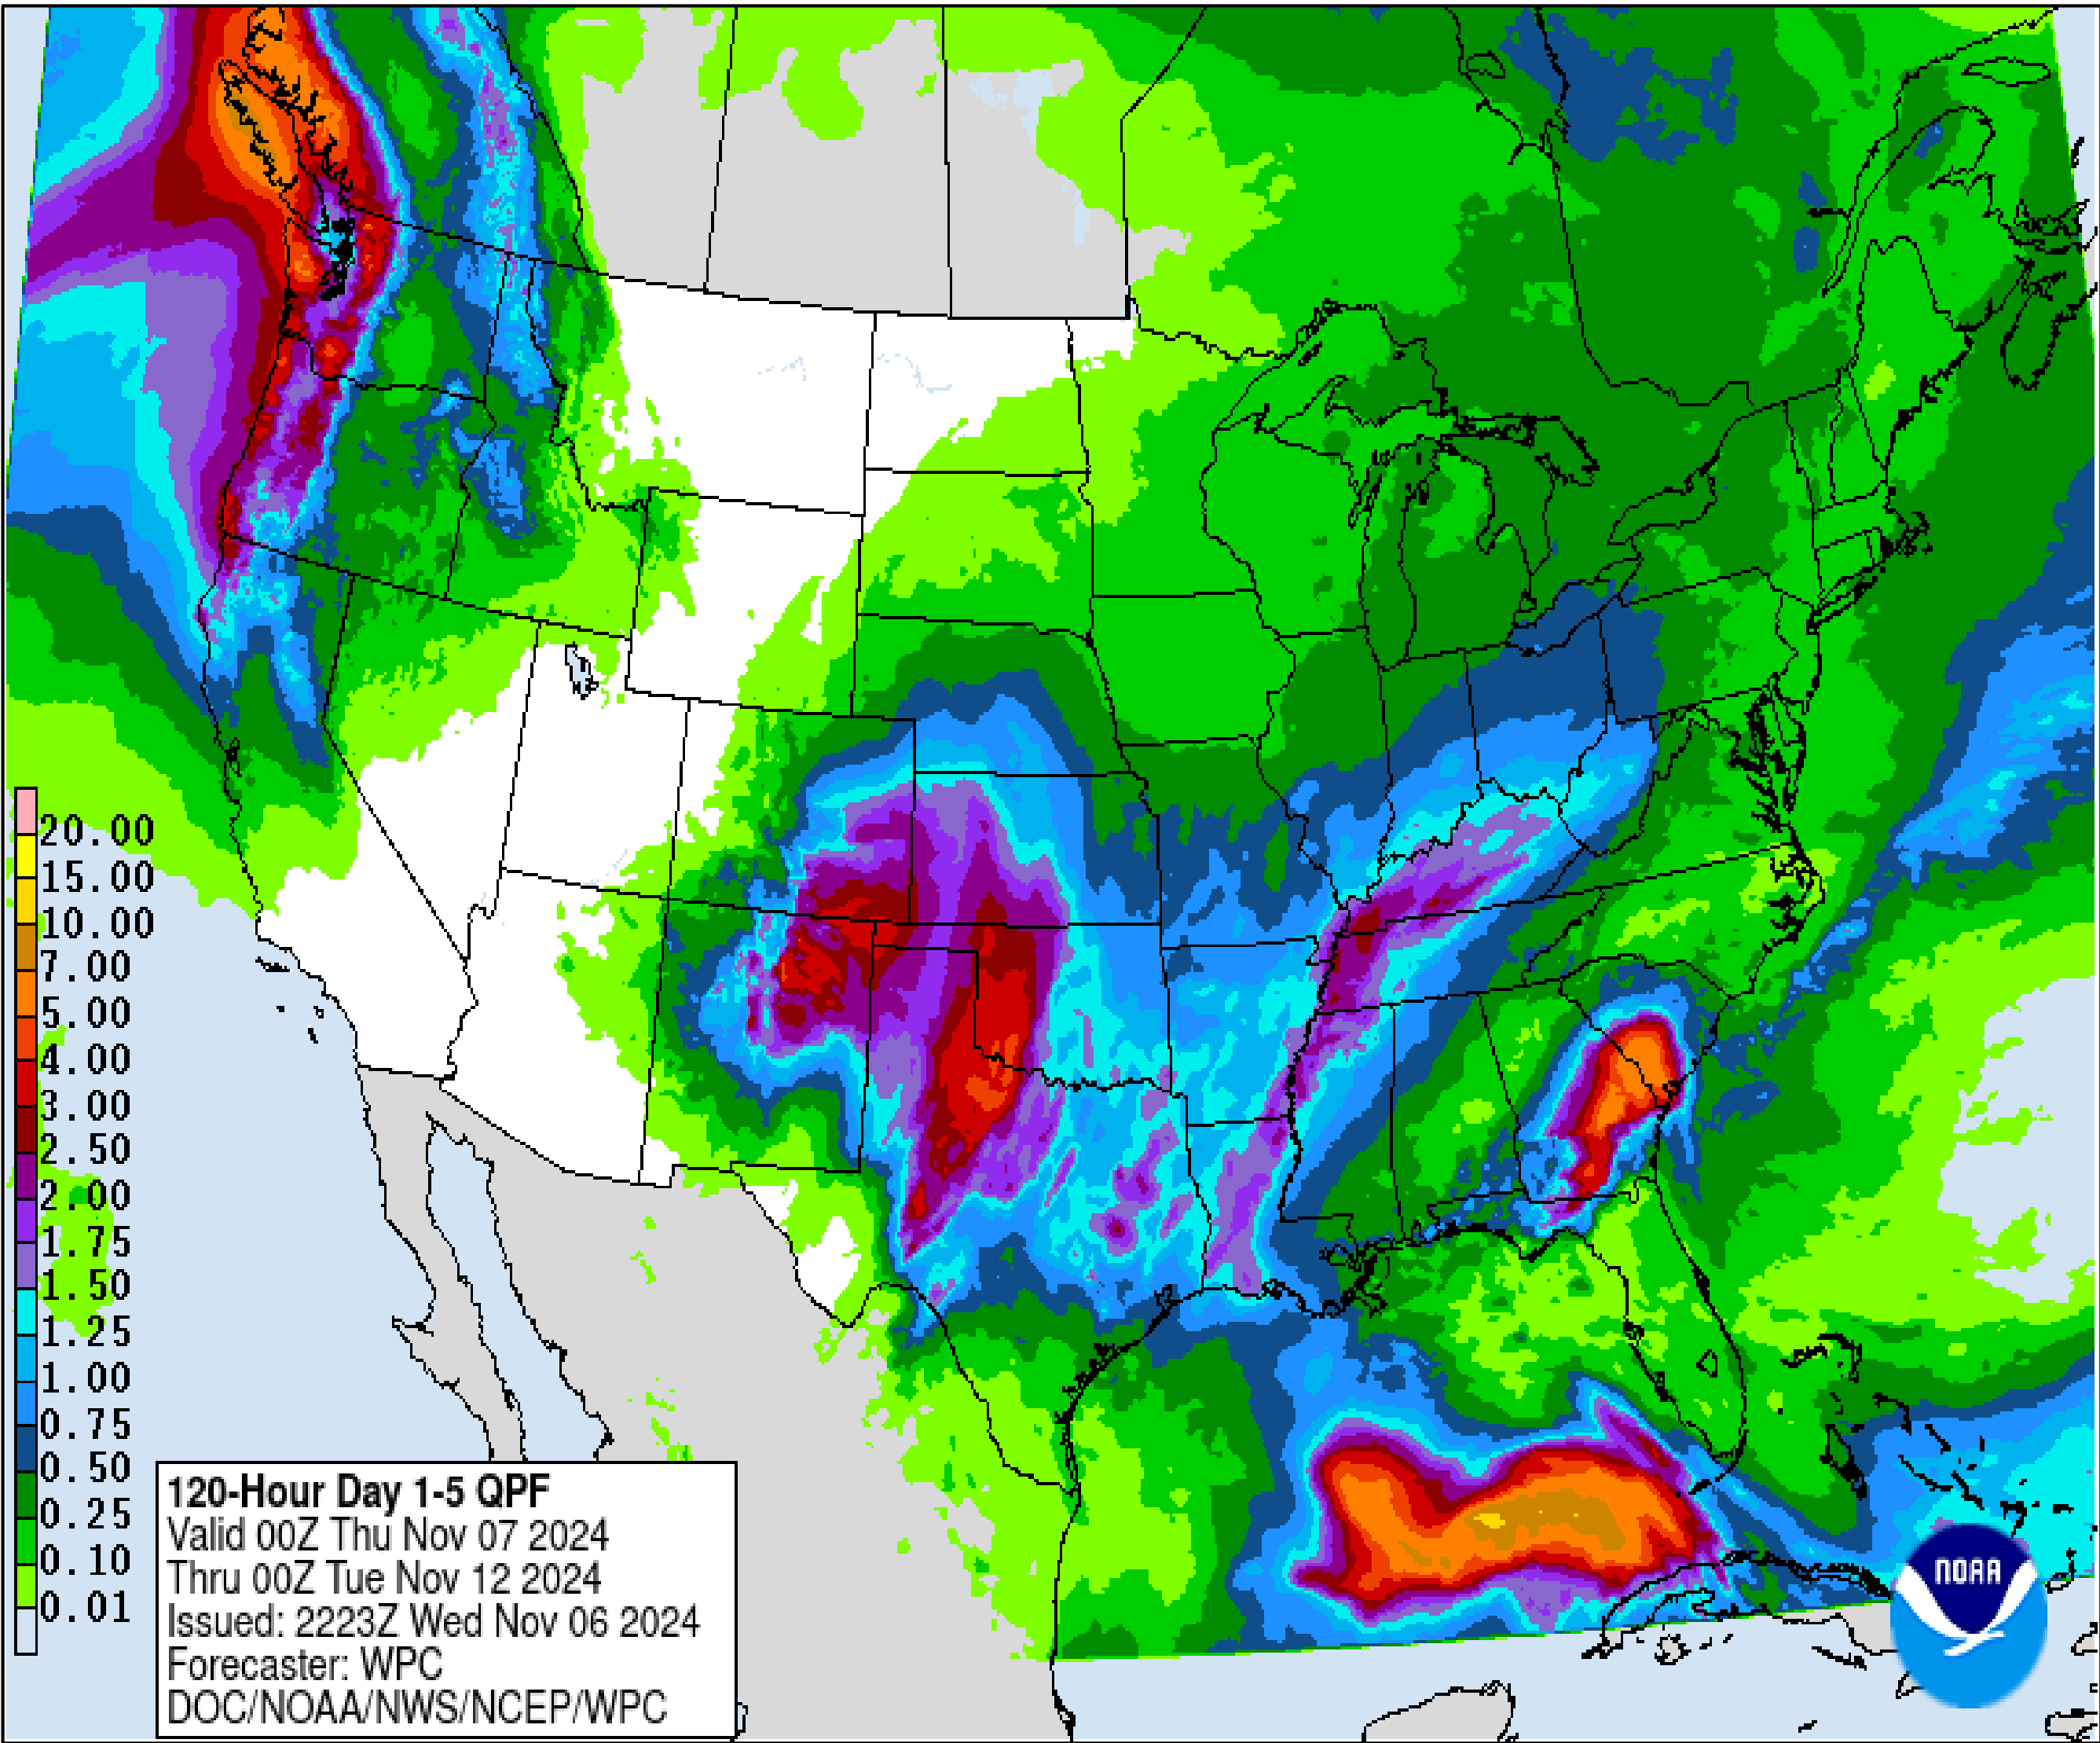 20.00
15.00
10.00
7.00
5.00
4.00
3.00
2.50
2.00
1.75
1.50
1.25
1.00
0.75
0.50
0.25
0.10
0.01
120-Hour Day 1-5 QPF
Valid 00Z Thu Nov 07 2024
Thru 00Z Tue Nov 12 2024
Issued: 2223Z Wed Nov 06 2024
Forecaster: WPC
DOC/NOAA/NWS/NCEP/WPC
NOAA